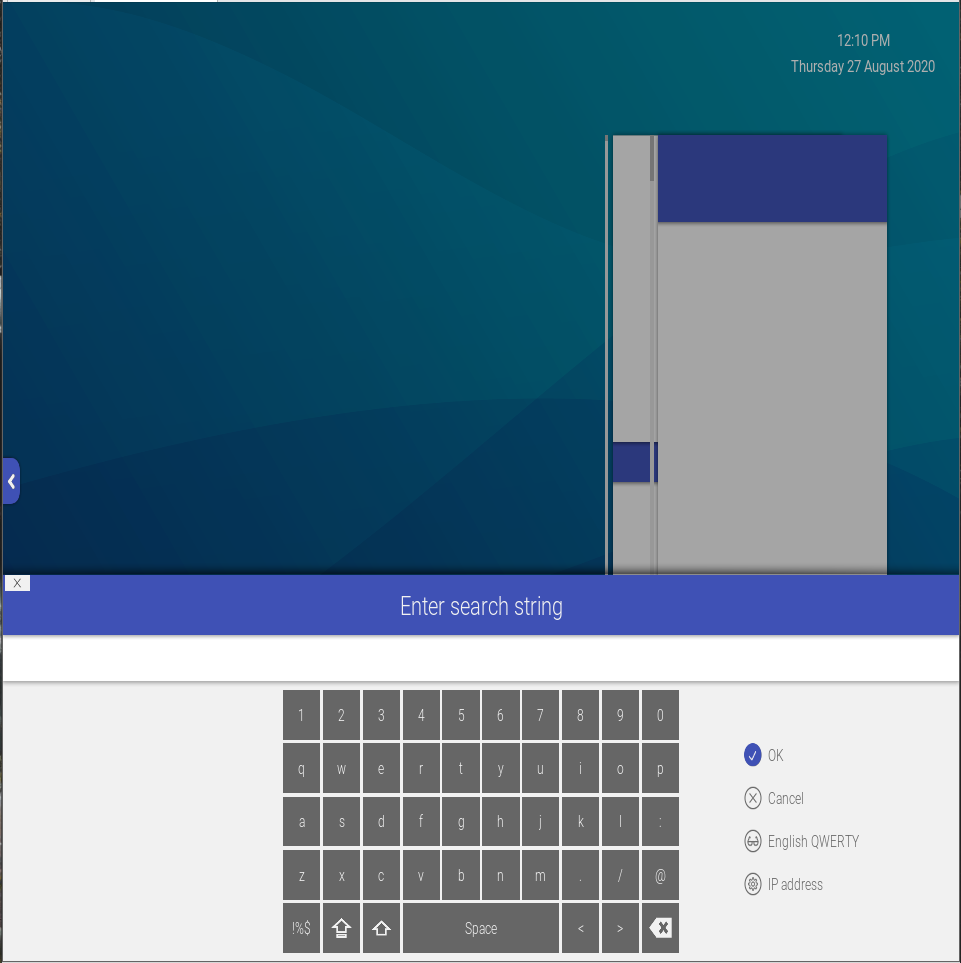 12:10 PM
Thursday 27 August 2020
X
Enter search string
1 2 3 4 5 6 7 8 9 0
q w e r t y u i o p
a s d f g h j k l :
z x c v b n m . / @
!%$ Space < >
OK
Cancel
English QWERTY
IP address